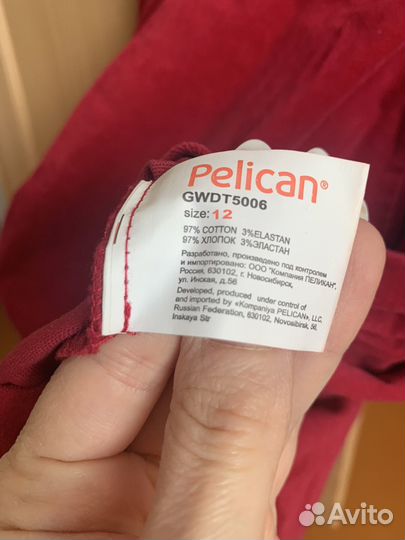 Pelican®
GWDT5006
size: 12
97% COTTON 3%ELASTAN
97% ХЛОПОК 3%ЭЛАСТАН
Разработано, произведено под контролем
и импортировано: ООО "Компания ПЕЛИКАН",
Россия, 630102, г. Новосибирск,
ул. Инская, д.56
Developed, produced under control of
and imported by «Kompaniya PELICAN», LLC.
Russian Federation, 630102, Novosibirsk, 56,
Inskaya Str
Avito